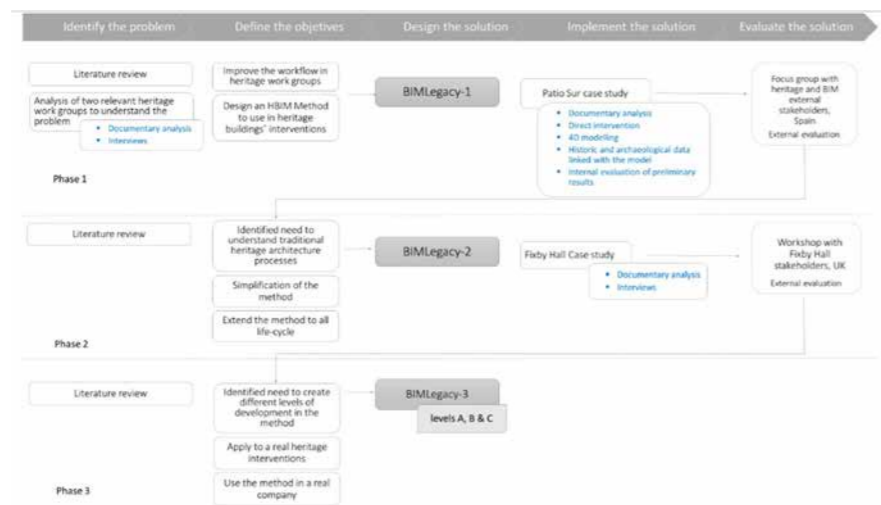 Identify the problem
Define the objetives
Design the solution
Implement the solution
Evaluate the solution
Literature review
Analysis of two relevant heritage
work groups to understand the
problem
• Documentary analysis
• Interviews
Phase 1
Improve the workflow in
heritage work groups
Design an HBIM Method
to use in heritage
buildings' interventions
BIMLegacy-1
Patio Sur case study
• Documentary analysis
• Direct intervention
• 4D modelling
• Historic and archaeological data
linked with the model
• Internal evaluation of preliminary
results
Focus group with
heritage and BIM
external
stakeholders,
Spain
External evaluation
Literature review
Phase 2
Identified need to
understand traditional
heritage architecture
processes
Simplification of the
method
Extend the method to all
life-cycle
BIMLegacy-2
Fixby Hall Case study
• Documentary analysis
• Interviews
Workshop with
Fixby Hall
stakeholders, UK
External evaluation
Literature review
Phase 3
Identified need to create
different levels of
development in the
method
Apply to a real heritage
interventions
Use the method in a real
company
BIMLegacy-3
levels A, B & C